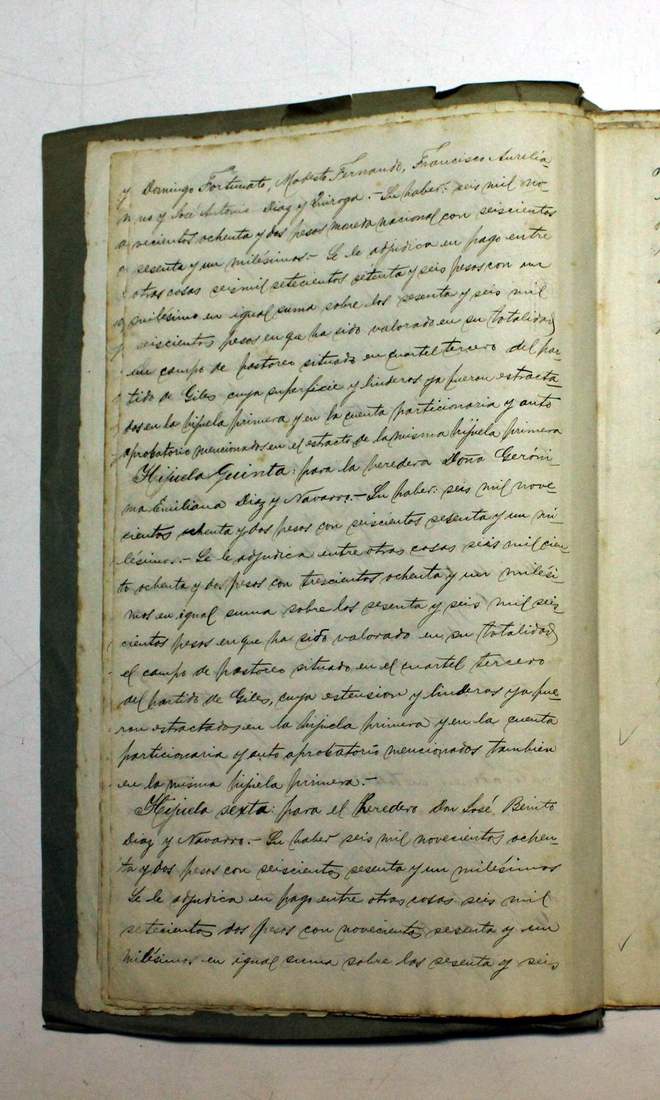 y Domingo Fortunato, Modesto Fernando, Francisco Aurelia-
no y José Antonio Diaz y Quiroga.- Su haber: seis mil no-
vecientos ochenta y dos pesos moneda nacional con seiscientos
sesenta y un milésimos.- Se le adjudica en pago entre
otras cosas seis mil setecientos setenta y seis pesos con un
milésimo en igual suma sobre los sesenta y seis mil
seiscientos pesos en qe ha sido valorado en su totalidad
un campo de pastoreo situado en cuartel tercero del par-
tido de Giles cuya superficie y linderos ya fueron estracta-
dos en la hijuela primera y en la cuenta particionaria y auto
aprobatorio mencionados en el estracto de la misma hijuela primera
Hijuela Quinta: para la heredera Doña Geróni-
ma Emiliana Diaz y Navarro.- Su haber: seis mil nove-
cientos ochenta y dos pesos con seiscientos sesenta y un mi-
lésimos.- Se le adjudica entre otras cosas seis mil cien-
to ochenta y dos pesos con trescientos ochenta y un milési-
mos en igual suma sobre los sesenta y seis mil seis-
cientos pesos en que ha sido valorado en su totalidad
el campo de pastoreo situado en el cuartel tercero
del partido de Giles, cuya estension y linderos ya fue-
ron estractados en la hijuela primera y en la cuenta
particionaria y auto aprobatorio mencionados tambien
en la misma hijuela primera.-
Hijuela sexta: para el heredero Don José Benito
Diaz y Navarro.- Su haber seis mil novecientos ochen-
ta y dos pesos con seiscientos sesenta y un milésimos
Se le adjudica en pago entre otras cosas seis mil
setecientos dos pesos con novecientos sesenta y un
milésimos en igual suma sobre los sesenta y seis